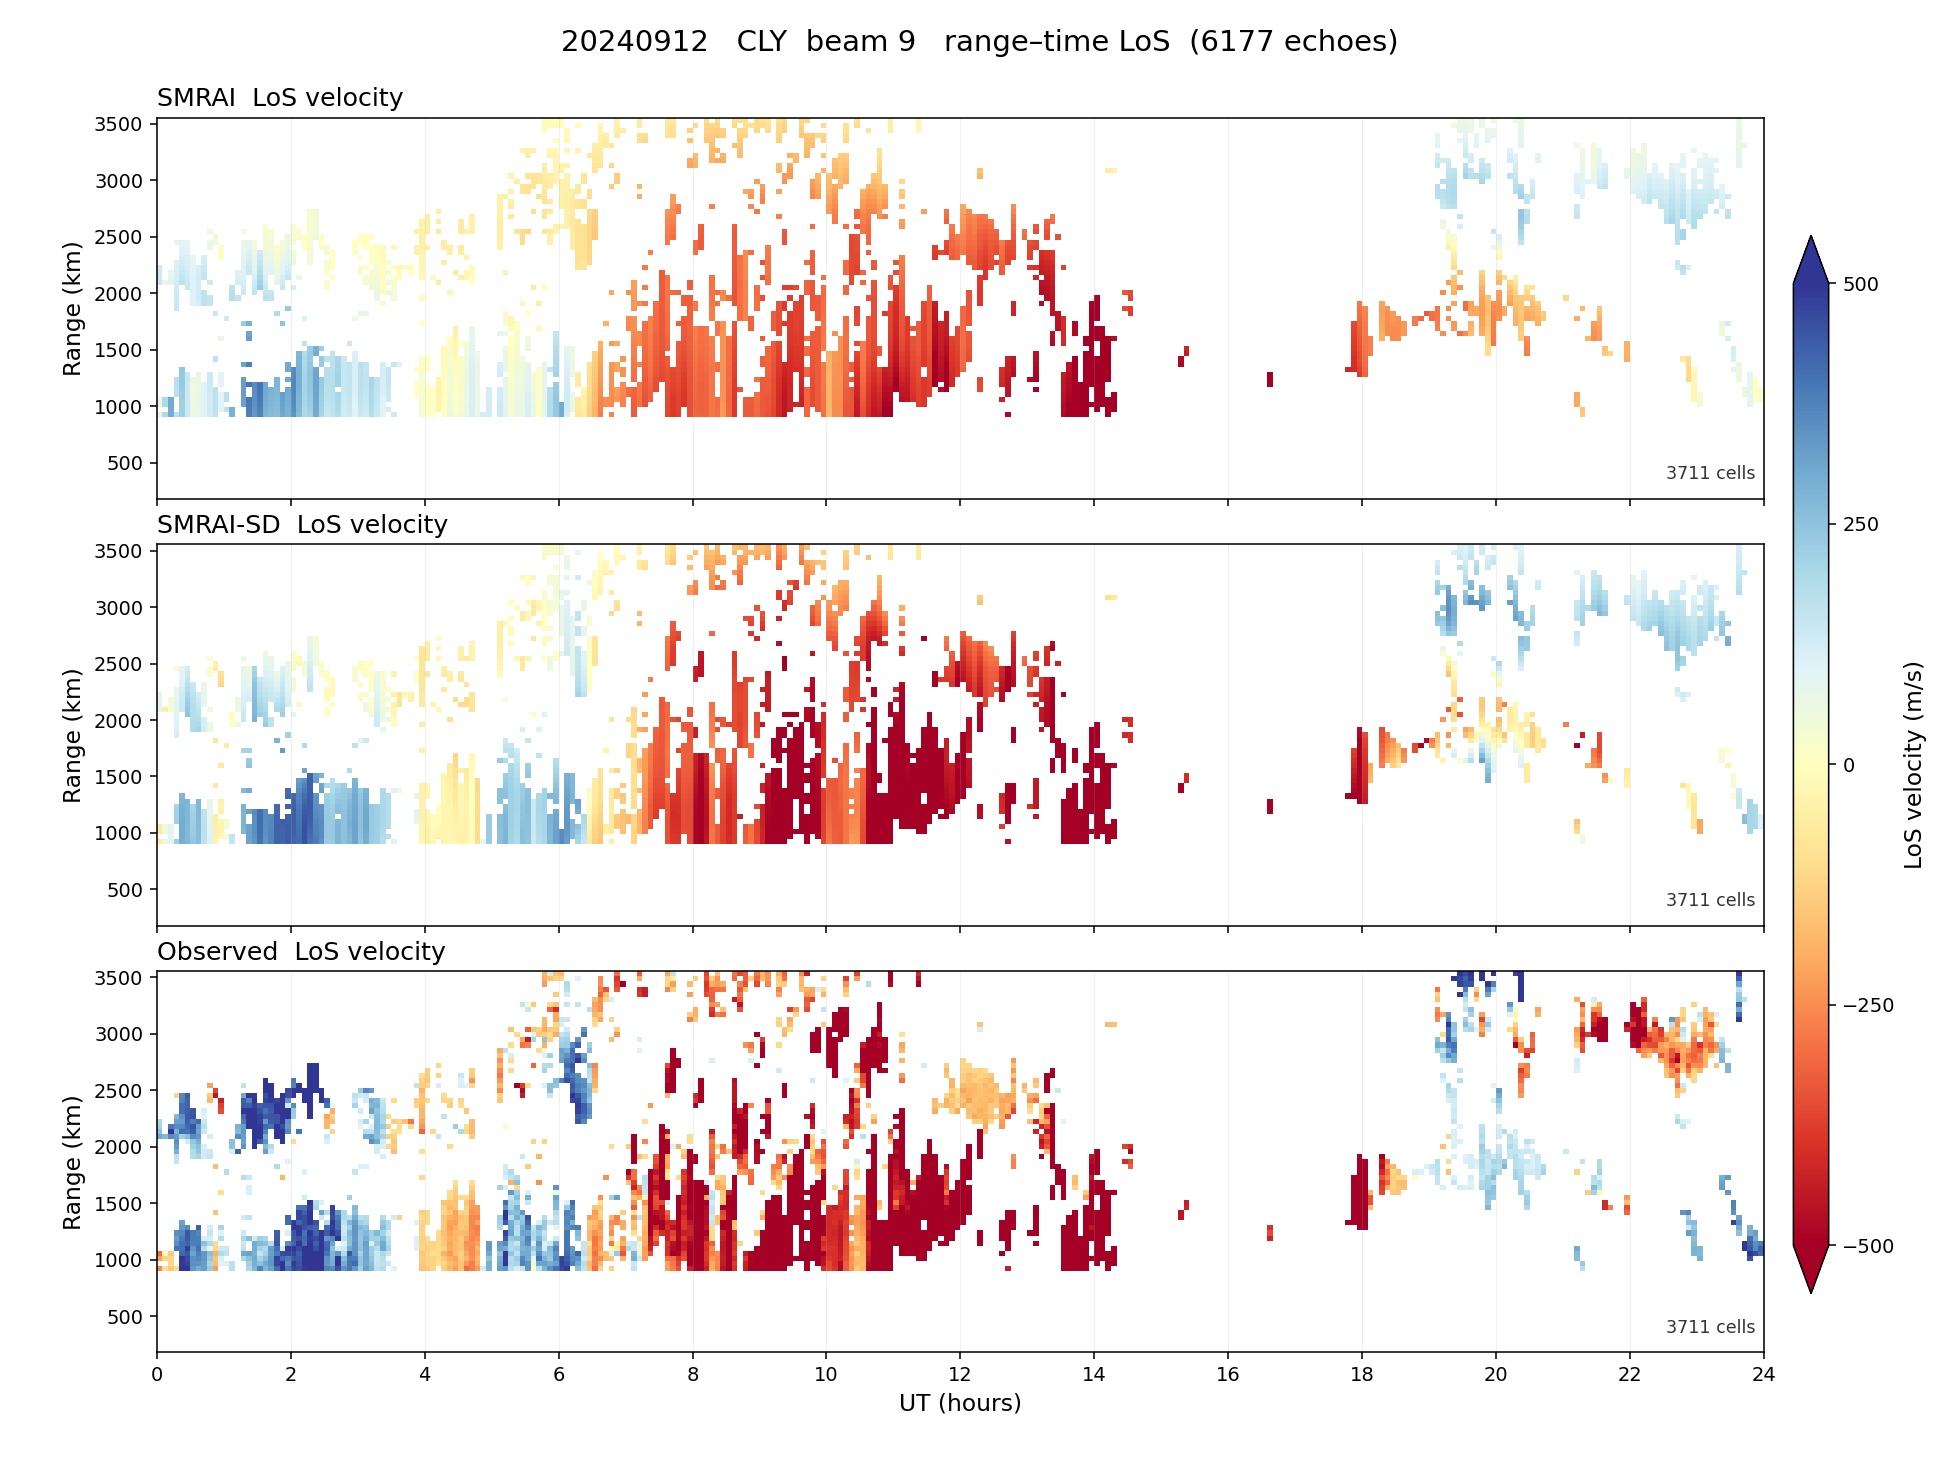 20240912   CLY  beam 9   range–time LoS  (6177 echoes)
SMRAI  LoS velocity
3500
3000
2500
2000
1500
1000
500
Range (km)
3711 cells
SMRAI-SD  LoS velocity
3500
3000
2500
2000
1500
1000
500
Range (km)
3711 cells
Observed  LoS velocity
3500
3000
2500
2000
1500
1000
500
Range (km)
3711 cells
0 2 4 6 8 10 12 14 16 18 20 22 24
UT (hours)
500
250
0
−250
−500
LoS velocity (m/s)